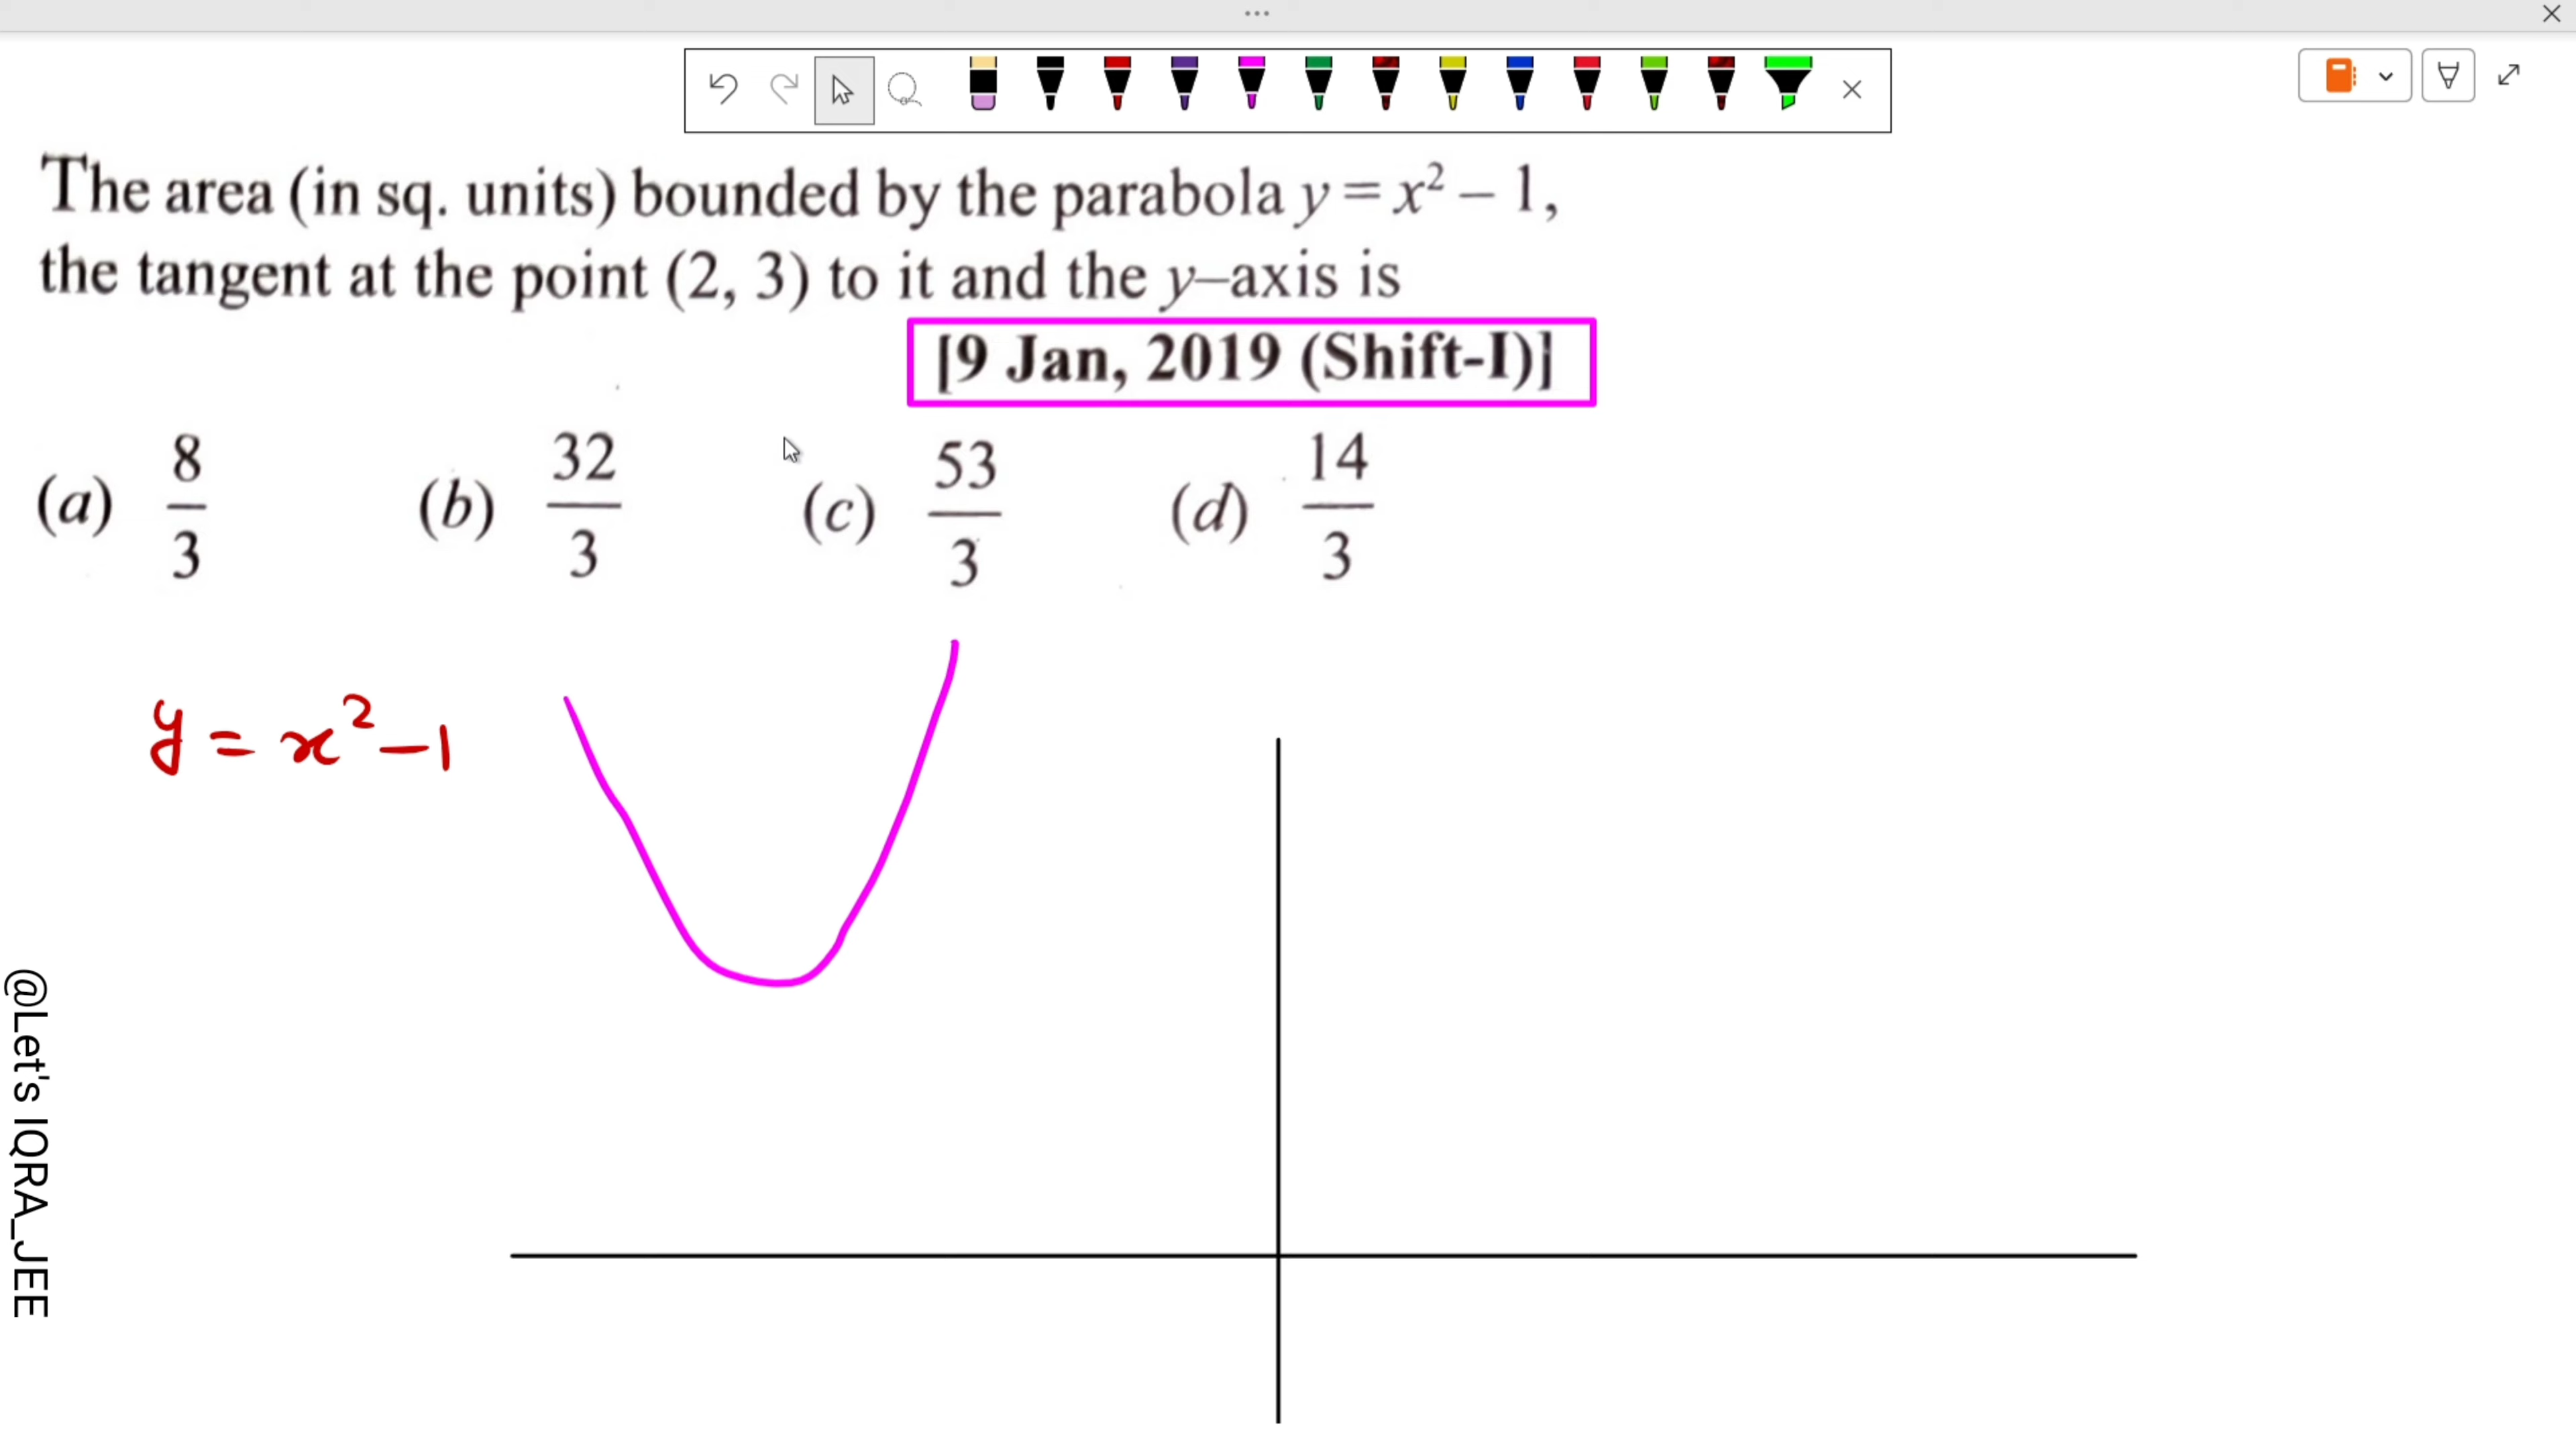 The area (in sq. units) bounded by the parabola y = x² – 1,
the tangent at the point (2, 3) to it and the y–axis is
[9 Jan, 2019 (Shift-I)]
(a) 8/3 (b) 32/3 (c) 53/3 (d) 14/3
y = x² – 1
@Let's IQRA_JEE